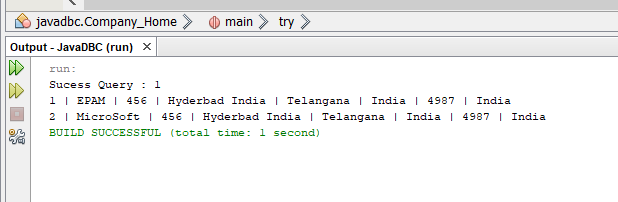 javadbc.Company_Home main try
Output - JavaDBC (run) ×
run:
Sucess Query : 1
1 | EPAM | 456 | Hyderbad India | Telangana | India | 4987 | India
2 | MicroSoft | 456 | Hyderbad India | Telangana | India | 4987 | India
BUILD SUCCESSFUL (total time: 1 second)